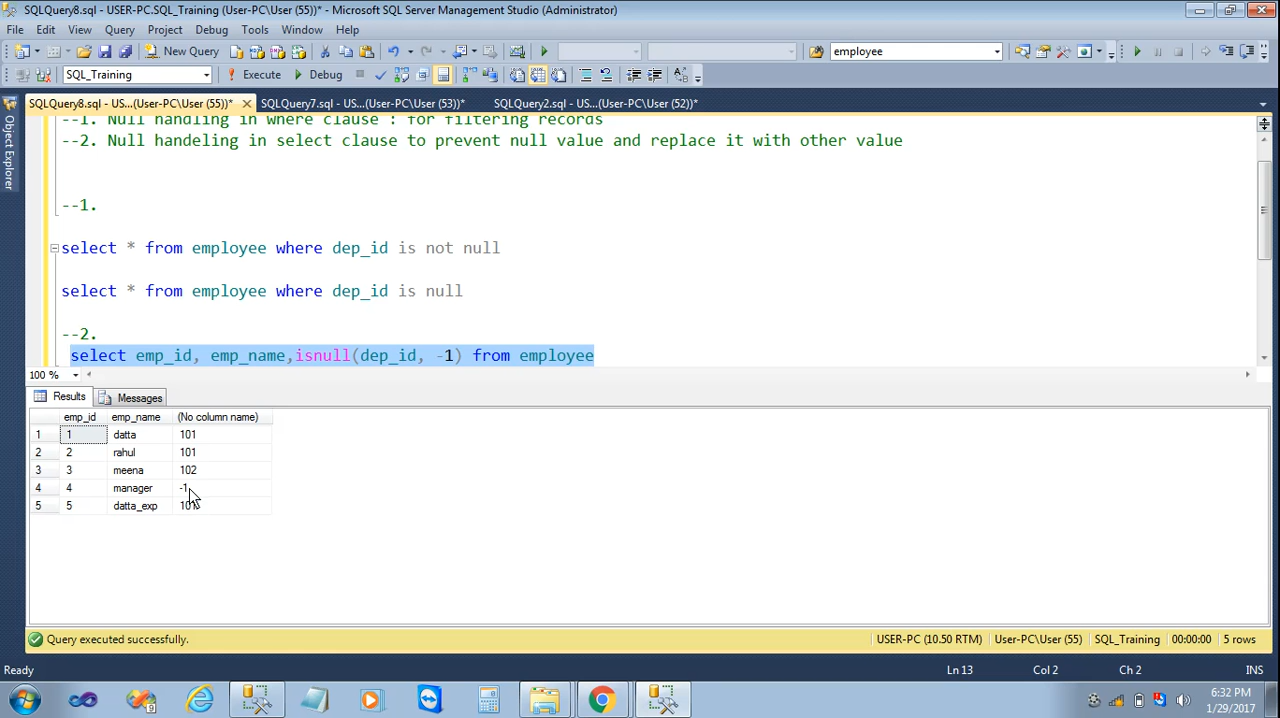 SQLQuery8.sql - USER-PC.SQL_Training (User-PC\User (55))* - Microsoft SQL Server Management Studio (Administrator)
File Edit View Query Project Debug Tools Window Help
New Query employee
SQL_Training Execute Debug
SQLQuery8.sql - US...(User-PC\User (55))* SQLQuery7.sql - US...(User-PC\User (53))* SQLQuery2.sql - US...(User-PC\User (52))*
Object Explorer
--1. Null handling in where clause : for filtering records
--2. Null handeling in select clause to prevent null value and replace it with other value
--1.
select * from employee where dep_id is not null
select * from employee where dep_id is null
--2.
select emp_id, emp_name,isnull(dep_id, -1) from employee
100 %
Results Messages
emp_id emp_name (No column name)
1 1 datta 101
2 2 rahul 101
3 3 meena 102
4 4 manager -1
5 5 datta_exp 101
Query executed successfully. USER-PC (10.50 RTM) User-PC\User (55) SQL_Training 00:00:00 5 rows
Ready Ln 13 Col 2 Ch 2 INS
6:32 PM
1/29/2017